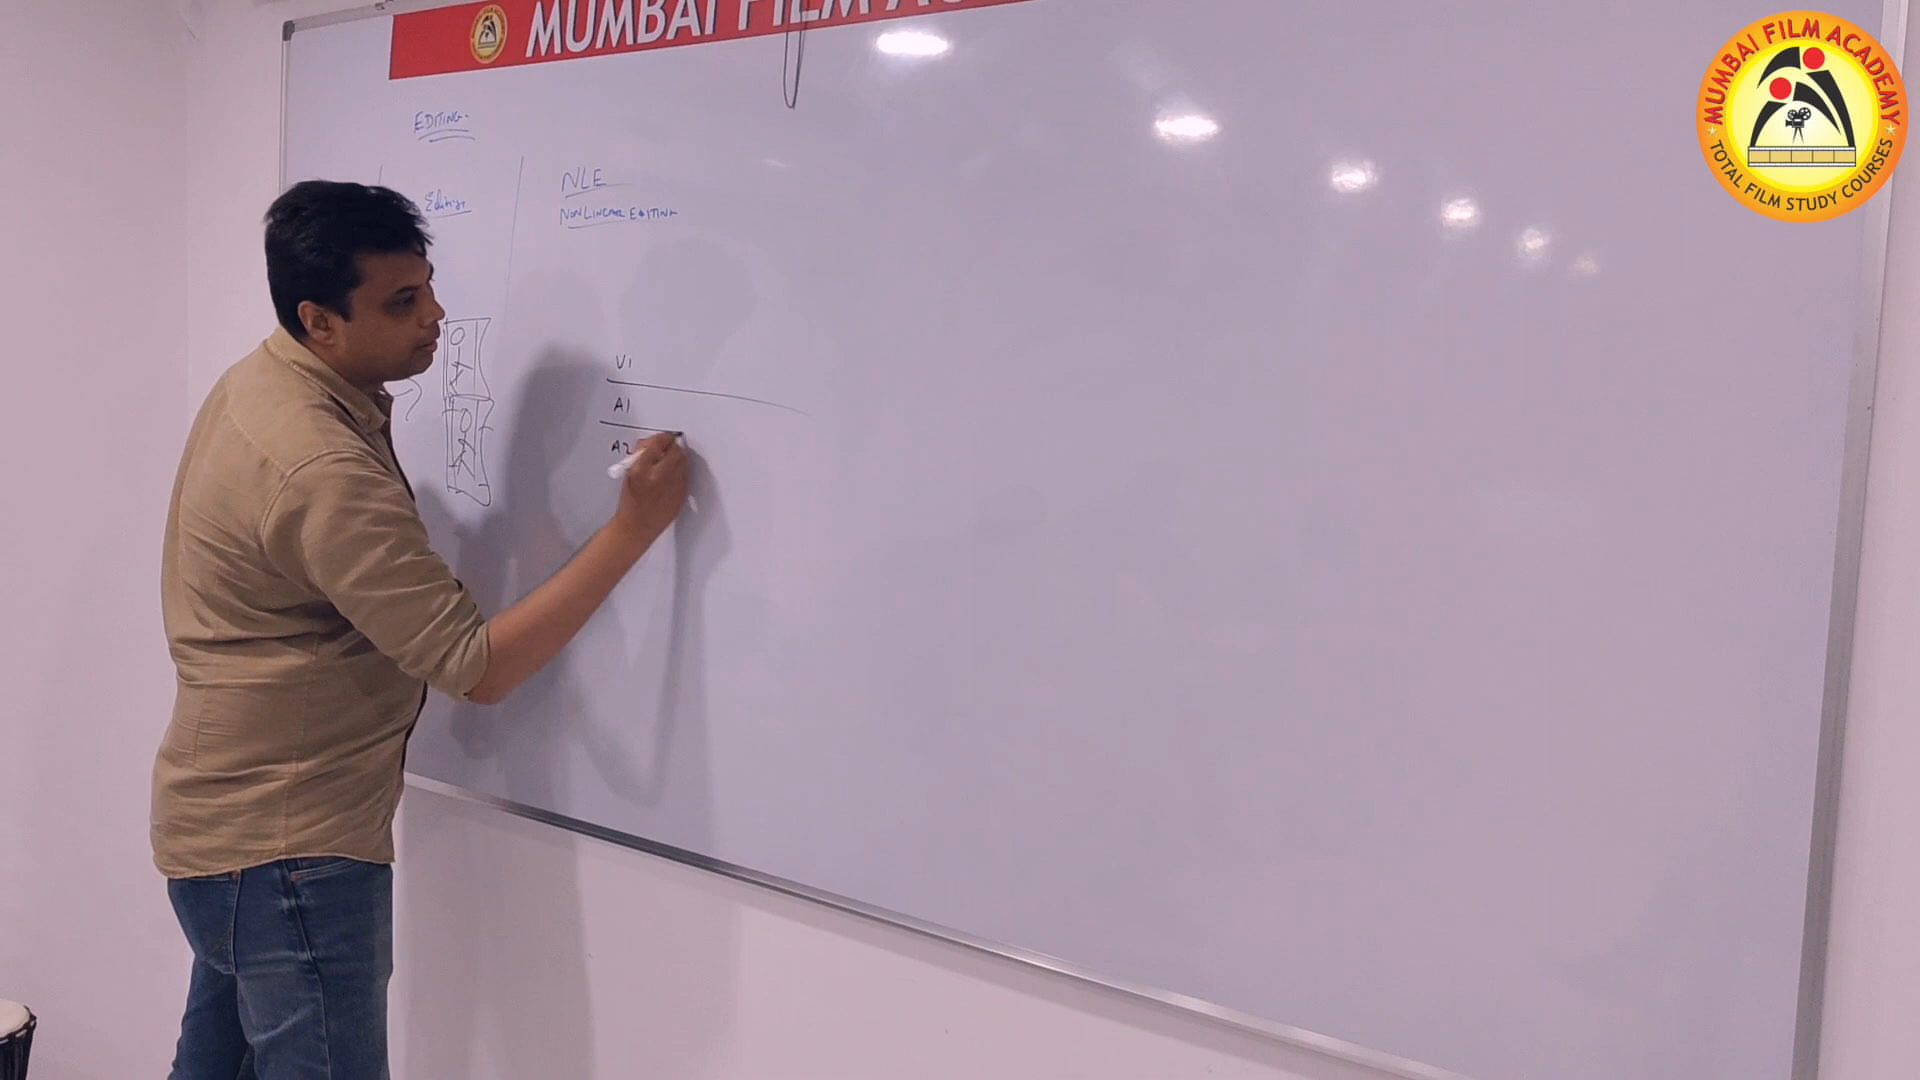 MUMBAI FILM
EDITING
Editing
NLE
NON LINEAR EDITING
V1
A1
A2
MUMBAI FILM ACADEMY
TOTAL FILM STUDY COURSES